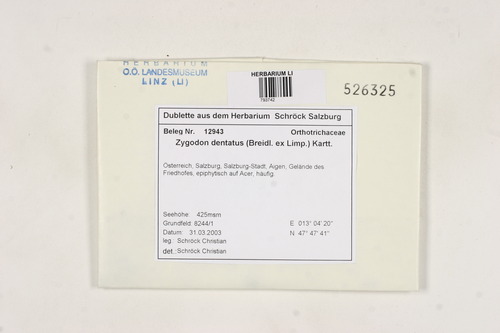 HERBARIUM
O.Ö. LANDESMUSEUM
LINZ (LI)
HERBARIUM LI
793742
526325
Dublette aus dem Herbarium Schröck Salzburg
Beleg Nr. 12943 Orthotrichaceae
Zygodon dentatus (Breidl. ex Limp.) Kartt.
Österreich, Salzburg, Salzburg-Stadt, Aigen, Gelände des
Friedhofes, epiphytisch auf Acer, häufig.
Seehöhe: 425msm
Grundfeld: 8244/1 E 013° 04' 20"
Datum: 31.03.2003 N 47° 47' 41"
leg.: Schröck Christian
det.: Schröck Christian